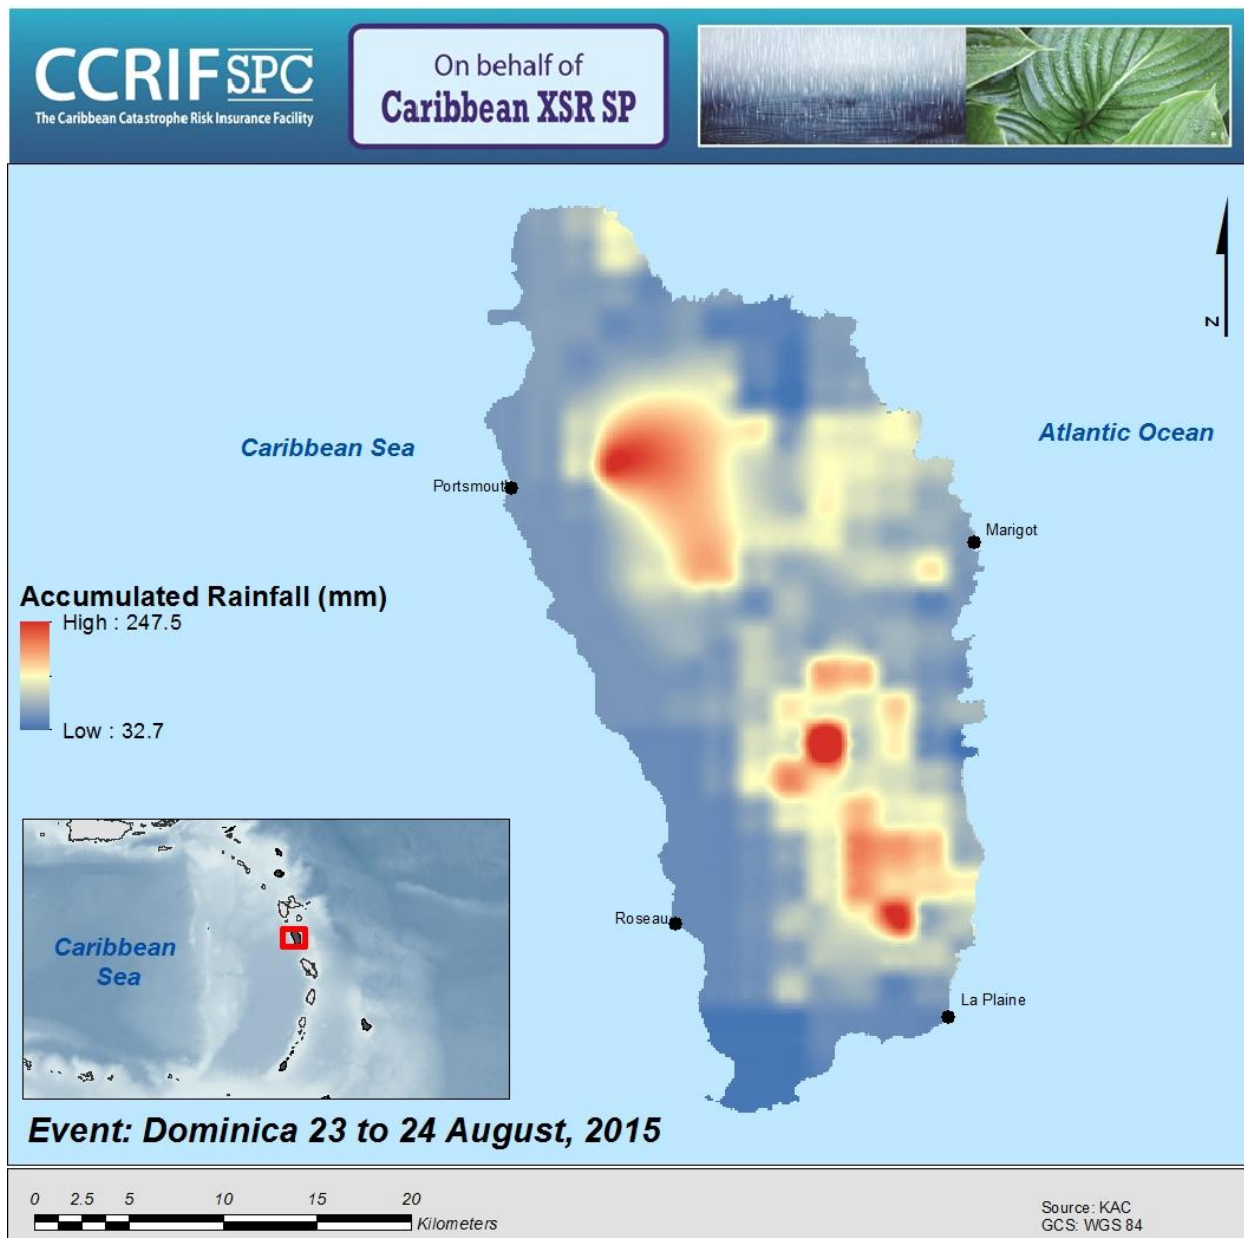 CCRIF SPC
The Caribbean Catastrophe Risk Insurance Facility
On behalf of
Caribbean XSR SP
N
Caribbean Sea
Atlantic Ocean
Portsmouth
Marigot
Accumulated Rainfall (mm)
High : 247.5
Low : 32.7
Roseau
Caribbean
Sea
La Plaine
Event: Dominica 23 to 24 August, 2015
0 2.5 5 10 15 20
Kilometers
Source: KAC
GCS: WGS 84